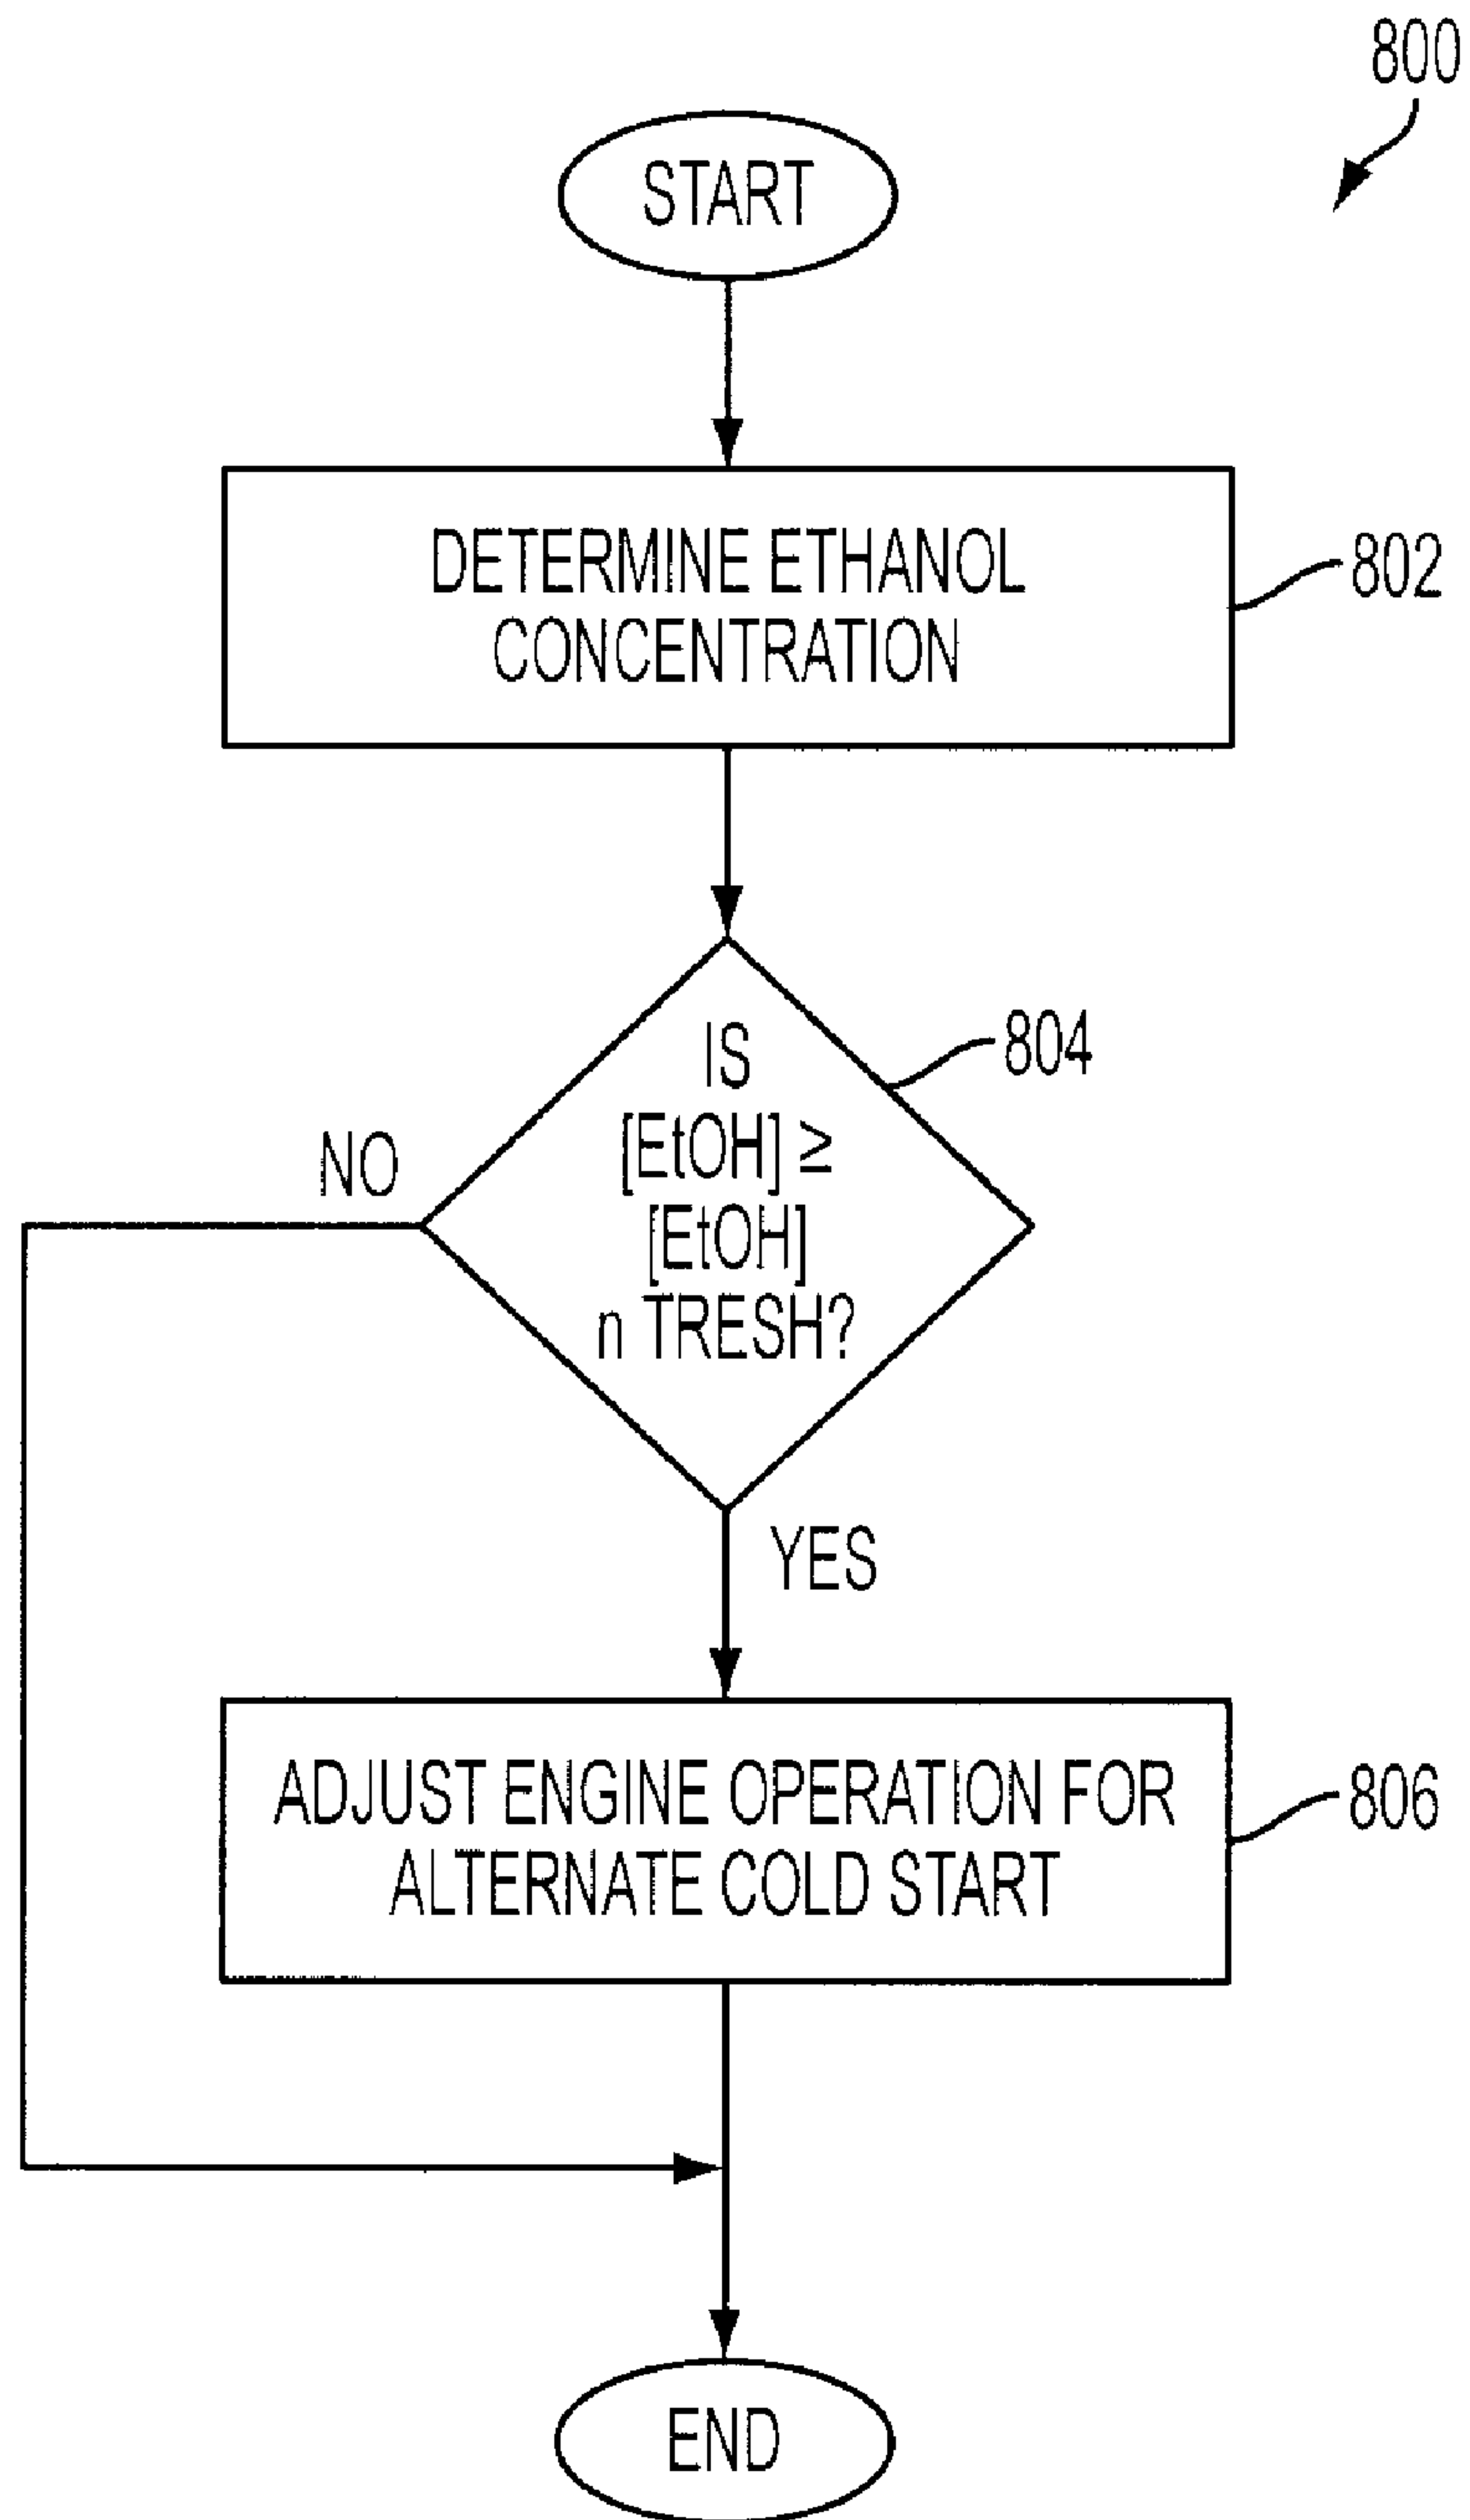 800
START
DETERMINE ETHANOL
CONCENTRATION
802
IS
[EtOH] ≥
[EtOH]
n TRESH?
804
NO
YES
ADJUST ENGINE OPERATION FOR
ALTERNATE COLD START
806
END